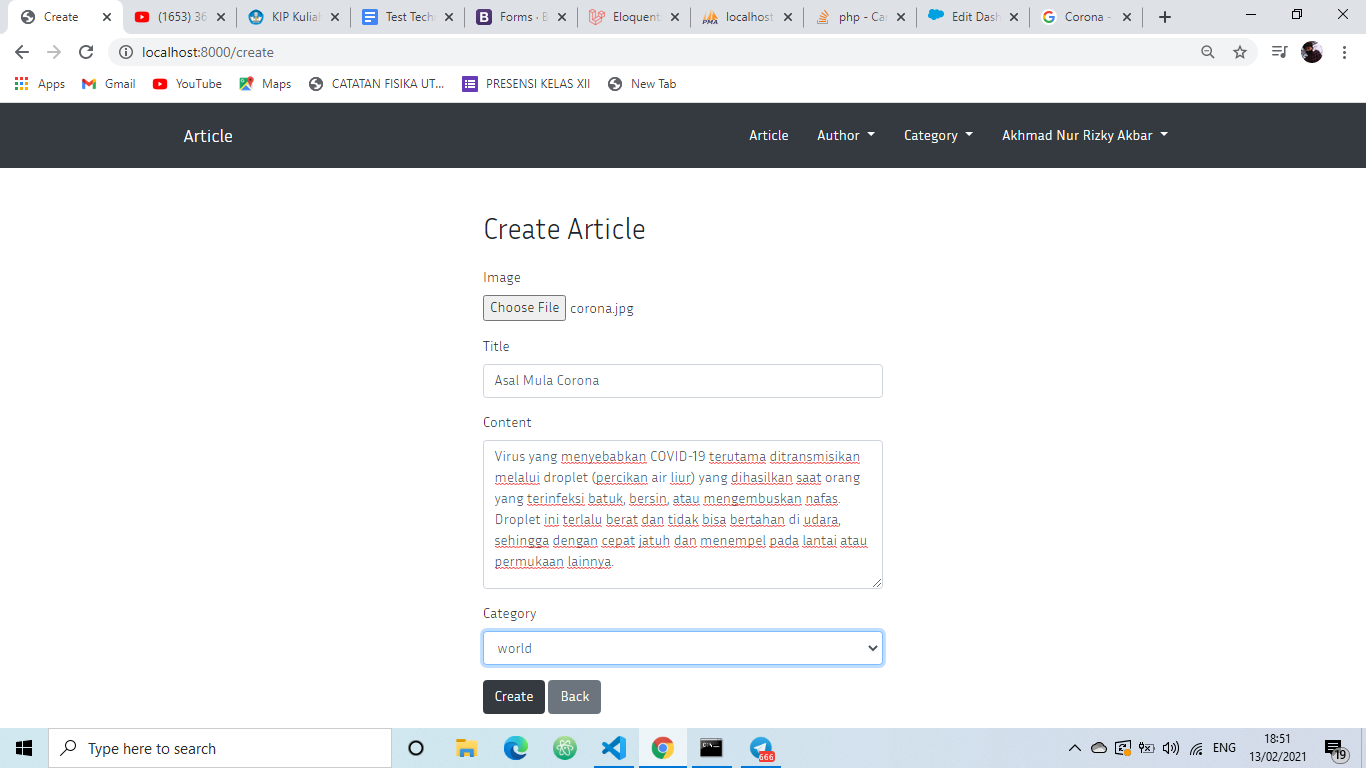 Create
(1653) 36
KIP Kuliah
Test Tech
Forms · B
Eloquent
localhost
php - Ca
Edit Dash
Corona -
localhost:8000/create
Apps
Gmail
YouTube
Maps
CATATAN FISIKA UT...
PRESENSI KELAS XII
New Tab
Article
Article
Author
Category
Akhmad Nur Rizky Akbar
Create Article
Image
Choose File corona.jpg
Title
Asal Mula Corona
Content
Virus yang menyebabkan COVID-19 terutama ditransmisikan
melalui droplet (percikan air liur) yang dihasilkan saat orang
yang terinfeksi batuk, bersin, atau mengembuskan nafas.
Droplet ini terlalu berat dan tidak bisa bertahan di udara,
sehingga dengan cepat jatuh dan menempel pada lantai atau
permukaan lainnya.
Category
world
Create
Back
Type here to search
666
ENG
18:51
13/02/2021
19